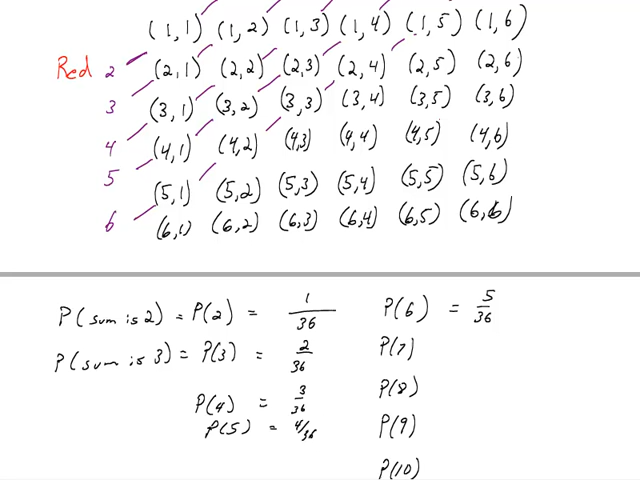 (1,1) (1,2) (1,3) (1,4) (1,5) (1,6)
Red 2 (2,1) (2,2) (2,3) (2,4) (2,5) (2,6)
3 (3,1) (3,2) (3,3) (3,4) (3,5) (3,6)
4 (4,1) (4,2) (4,3) (4,4) (4,5) (4,6)
5 (5,1) (5,2) (5,3) (5,4) (5,5) (5,6)
6 (6,1) (6,2) (6,3) (6,4) (6,5) (6,6)
P(sum is 2) = P(2) = 1/36
P(sum is 3) = P(3) = 2/36
P(4) = 3/36
P(5) = 4/36
P(6) = 5/36
P(7)
P(8)
P(9)
P(10)